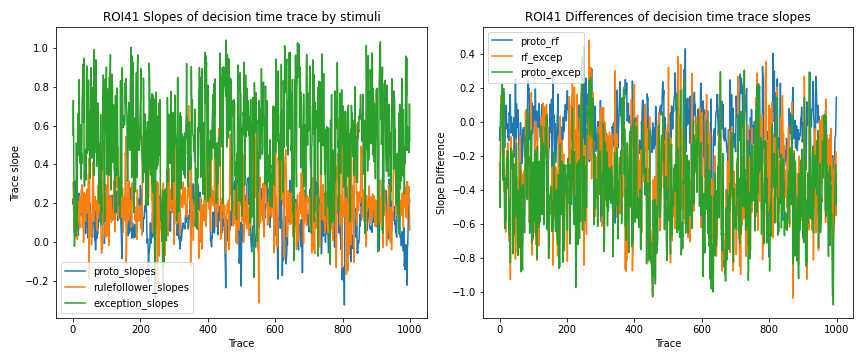 ROI41 Slopes of decision time trace by stimuli
Trace slope
1.0
0.8
0.6
0.4
0.2
0.0
−0.2
proto_slopes
rulefollower_slopes
exception_slopes
0
200
400
600
800
1000
Trace
ROI41 Differences of decision time trace slopes
Slope Difference
0.4
0.2
0.0
−0.2
−0.4
−0.6
−0.8
−1.0
proto_rf
rf_excep
proto_excep
0
200
400
600
800
1000
Trace